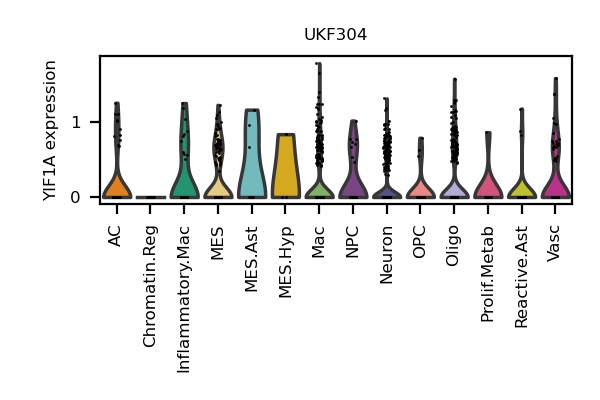 UKF304
YIF1A expression
1
0
AC
Chromatin.Reg
Inflammatory.Mac
MES
MES.Ast
MES.Hyp
Mac
NPC
Neuron
OPC
Oligo
Prolif.Metab
Reactive.Ast
Vasc